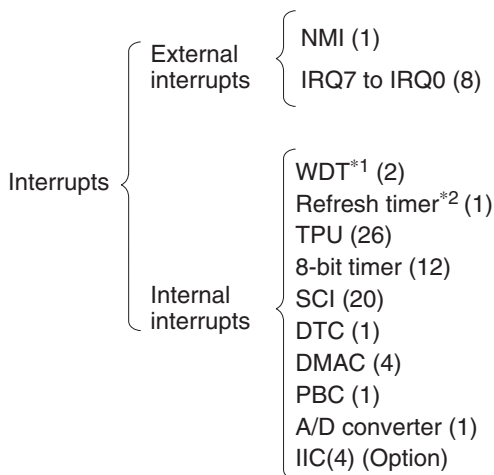 Interrupts
External
interrupts
NMI (1)
IRQ7 to IRQ0 (8)
Internal
interrupts
WDT*1 (2)
Refresh timer*2 (1)
TPU (26)
8-bit timer (12)
SCI (20)
DTC (1)
DMAC (4)
PBC (1)
A/D converter (1)
IIC(4) (Option)